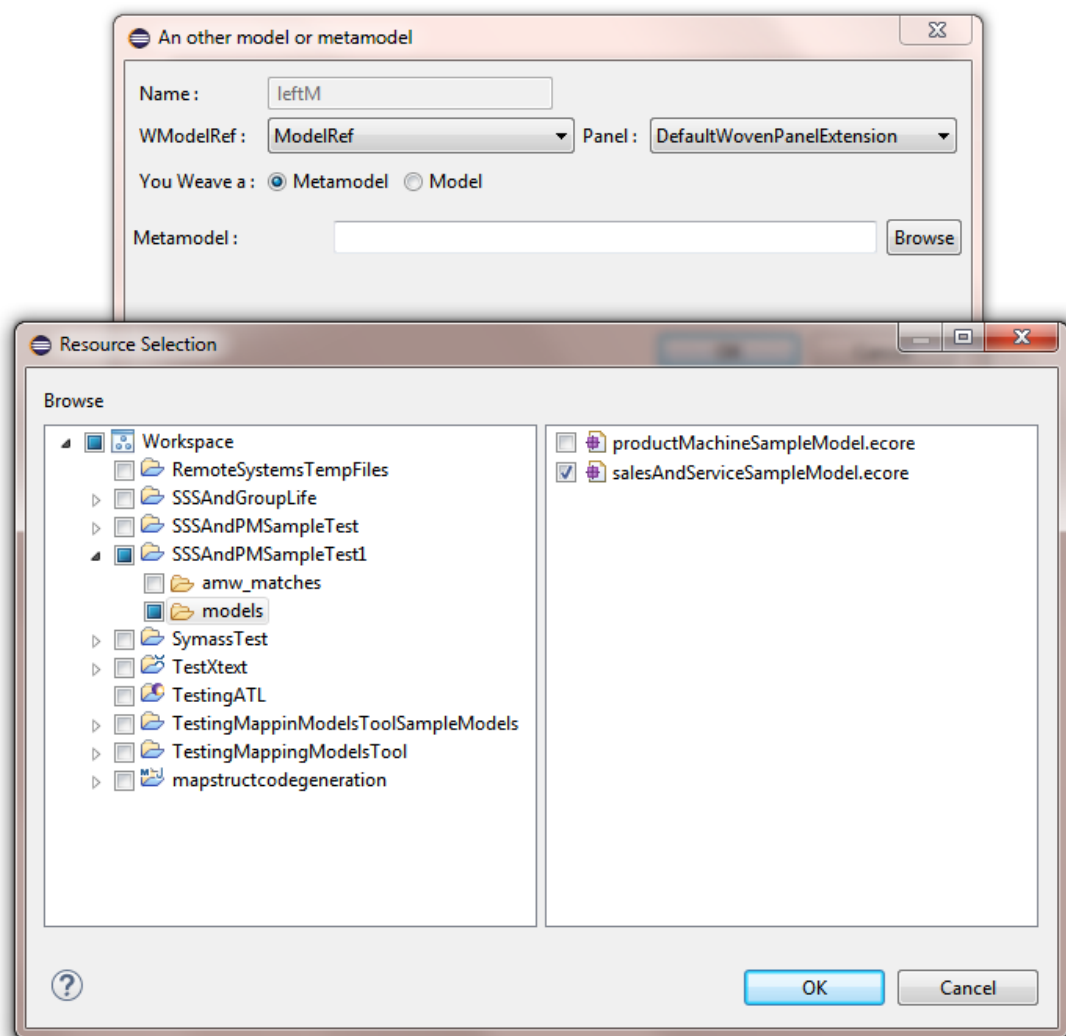 An other model or metamodel
Name : leftM
WModelRef : ModelRef Panel : DefaultWovenPanelExtension
You Weave a : Metamodel Model
Metamodel : Browse
Resource Selection
Browse
Workspace
RemoteSystemsTempFiles
SSSAndGroupLife
SSSAndPMSampleTest
SSSAndPMSampleTest1
amw_matches
models
SymassTest
TestXtext
TestingATL
TestingMappinModelsToolSampleModels
TestingMappingModelsTool
mapstructcodegeneration
productMachineSampleModel.ecore
salesAndServiceSampleModel.ecore
OK Cancel